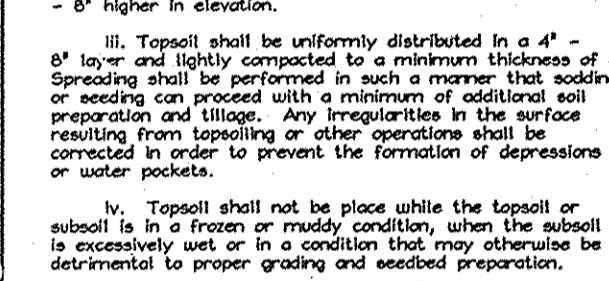 - 8" higher in elevation.
iii. Topsoil shall be uniformly distributed in a 4" -
8" layer and lightly compacted to a minimum thickness of
Spreading shall be performed in such a manner that soddin
or seeding can proceed with a minimum of additional soil
preparation and tillage. Any irregularities in the surface
resulting from topsoiling or other operations shall be
corrected in order to prevent the formation of depressions
or water pockets.
iv. Topsoil shall not be place while the topsoil or
subsoil is in a frozen or muddy condition, when the subsoil
is excessively wet or in a condition that may otherwise be
detrimental to proper grading and seedbed preparation.